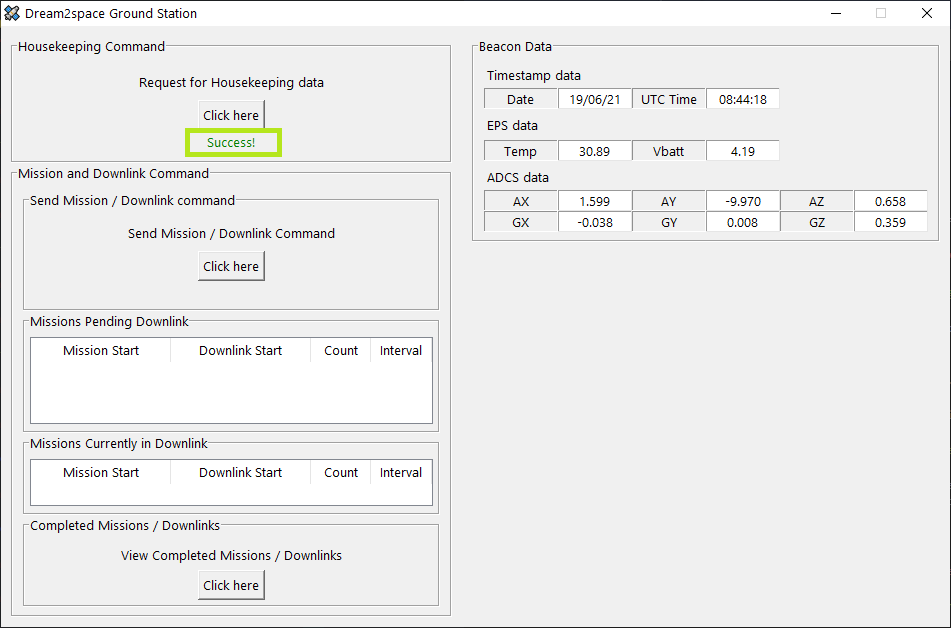 Dream2space Ground Station
Housekeeping Command
Request for Housekeeping data
Click here
Success!
Mission and Downlink Command
Send Mission / Downlink command
Send Mission / Downlink Command
Click here
Missions Pending Downlink
Mission Start Downlink Start Count Interval
Missions Currently in Downlink
Mission Start Downlink Start Count Interval
Completed Missions / Downlinks
View Completed Missions / Downlinks
Click here
Beacon Data
Timestamp data
Date 19/06/21 UTC Time 08:44:18
EPS data
Temp 30.89 Vbatt 4.19
ADCS data
AX 1.599 AY -9.970 AZ 0.658
GX -0.038 GY 0.008 GZ 0.359